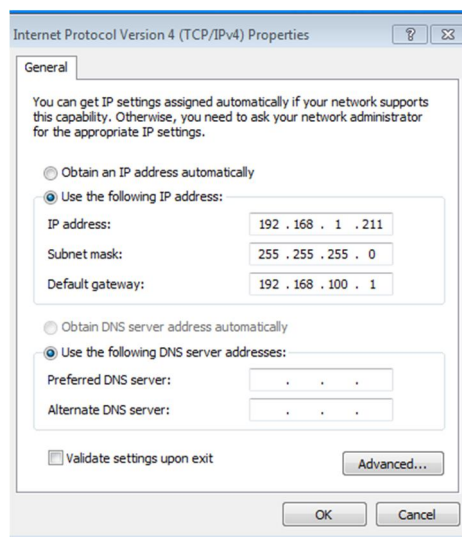 Internet Protocol Version 4 (TCP/IPv4) Properties
General
You can get IP settings assigned automatically if your network supports
this capability. Otherwise, you need to ask your network administrator
for the appropriate IP settings.
Obtain an IP address automatically
Use the following IP address:
IP address: 192 . 168 . 1 . 211
Subnet mask: 255 . 255 . 255 . 0
Default gateway: 192 . 168 . 100 . 1
Obtain DNS server address automatically
Use the following DNS server addresses:
Preferred DNS server: . . .
Alternate DNS server: . . .
Validate settings upon exit
Advanced...
OK Cancel